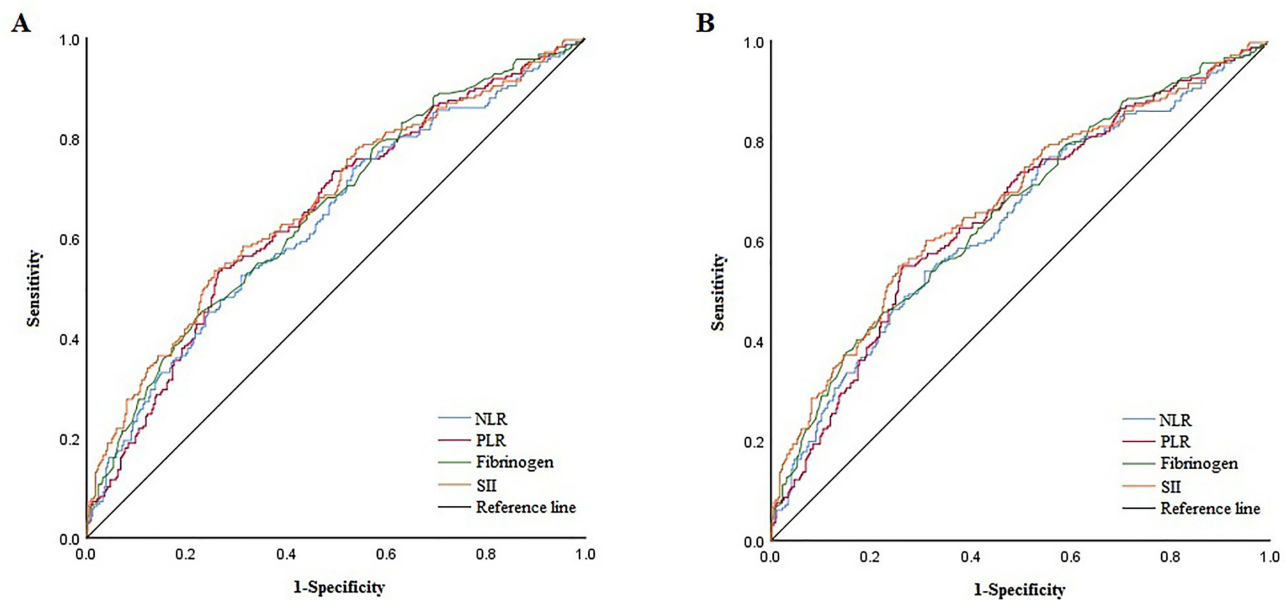 A
1.0
0.8
0.6
0.4
0.2
0.0
Sensitivity
NLR
PLR
Fibrinogen
SII
Reference line
0.0 0.2 0.4 0.6 0.8 1.0
1-Specificity
B
1.0
0.8
0.6
0.4
0.2
0.0
Sensitivity
NLR
PLR
Fibrinogen
SII
Reference line
0.0 0.2 0.4 0.6 0.8 1.0
1-Specificity